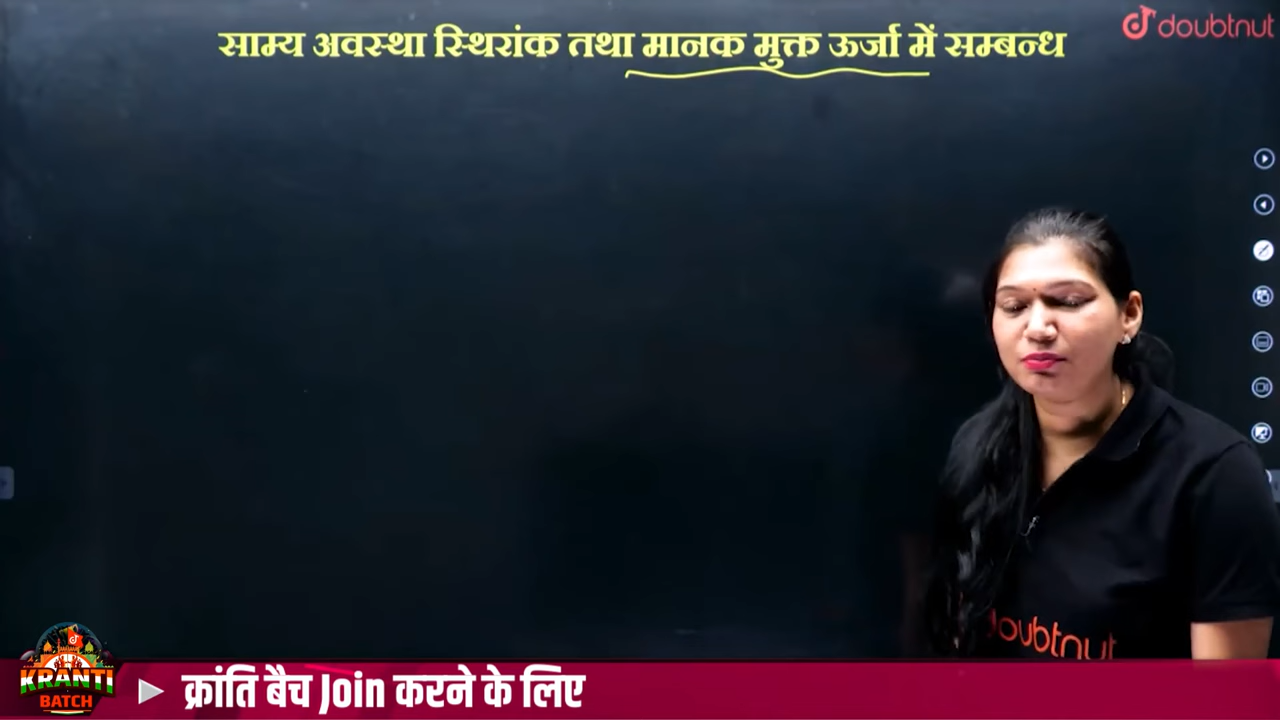 साम्य अवस्था स्थिरांक तथा मानक मुक्त ऊर्जा में सम्बन्ध
doubtnut
doubtnut
KRANTI
BATCH
क्रांति बैच Join करने के लिए